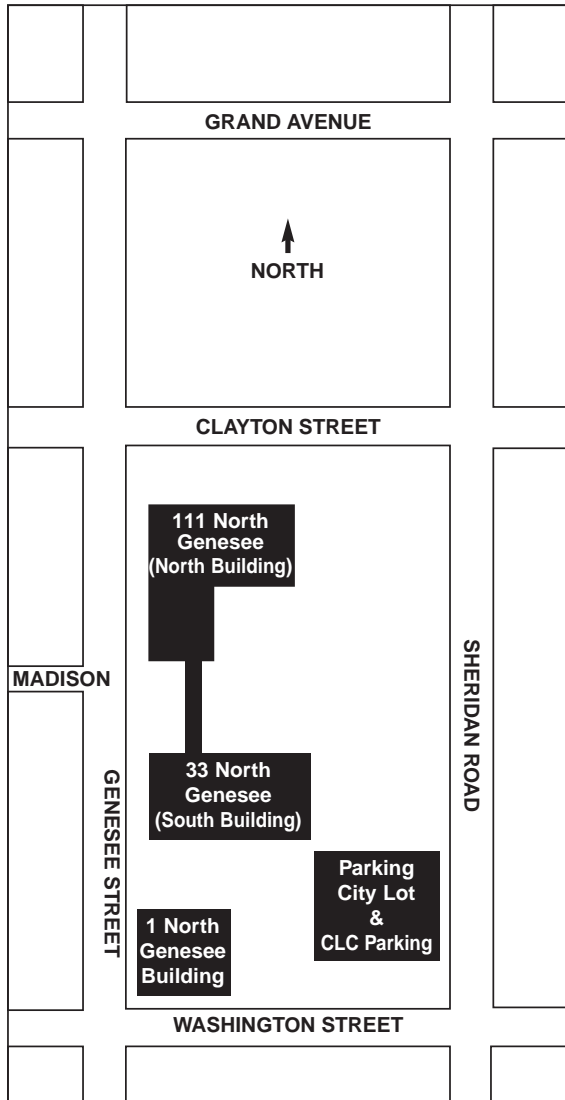 GRAND AVENUE
NORTH
CLAYTON STREET
111 North
Genesee
(North Building)
MADISON
SHERIDAN ROAD
33 North
Genesee
(South Building)
GENESEE STREET
Parking
City Lot
&
CLC Parking
1 North
Genesee
Building
WASHINGTON STREET